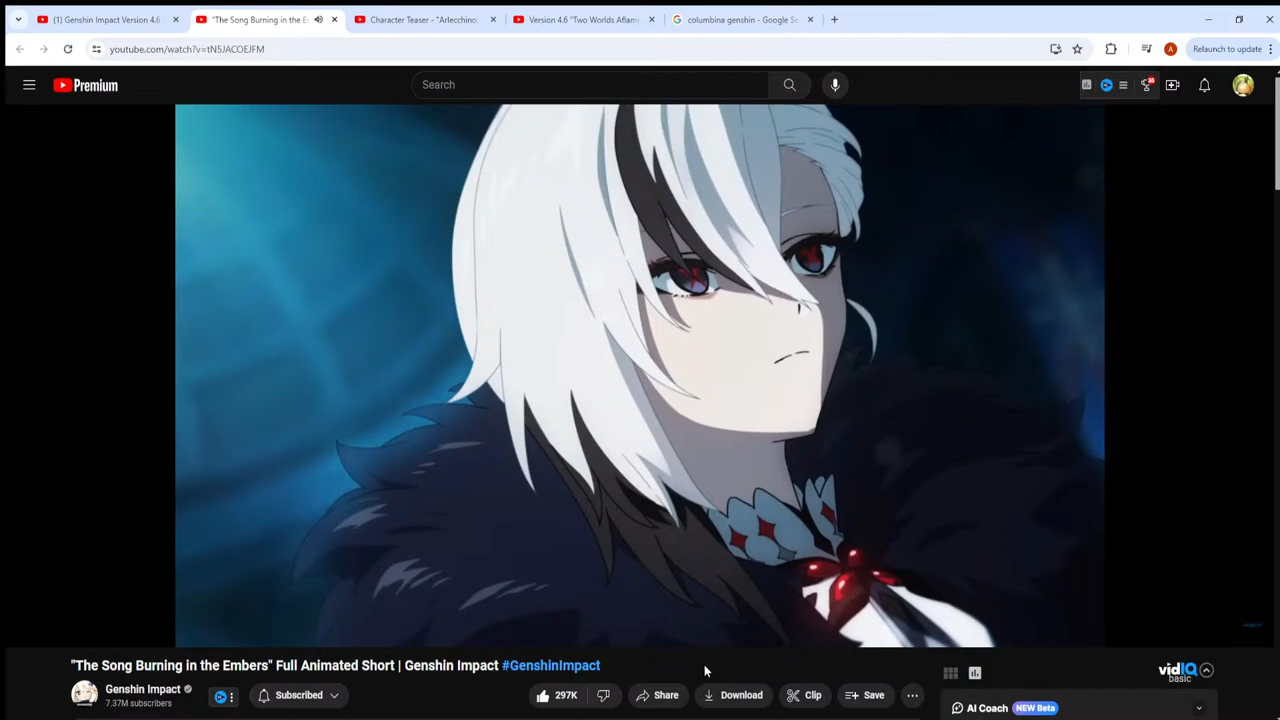 (1) Genshin Impact Version 4.6
"The Song Burning in the E
Character Teaser - "Arlecchino
Version 4.6 "Two Worlds Aflam
columbina genshin - Google Se
youtube.com/watch?v=tN5JACOEJFM
Relaunch to update
A
Premium
Search
"The Song Burning in the Embers" Full Animated Short | Genshin Impact #GenshinImpact
Genshin Impact
7.37M subscribers
Subscribed
297K
Share
Download
Clip
Save
vidIQ
basic
AI Coach NEW Beta